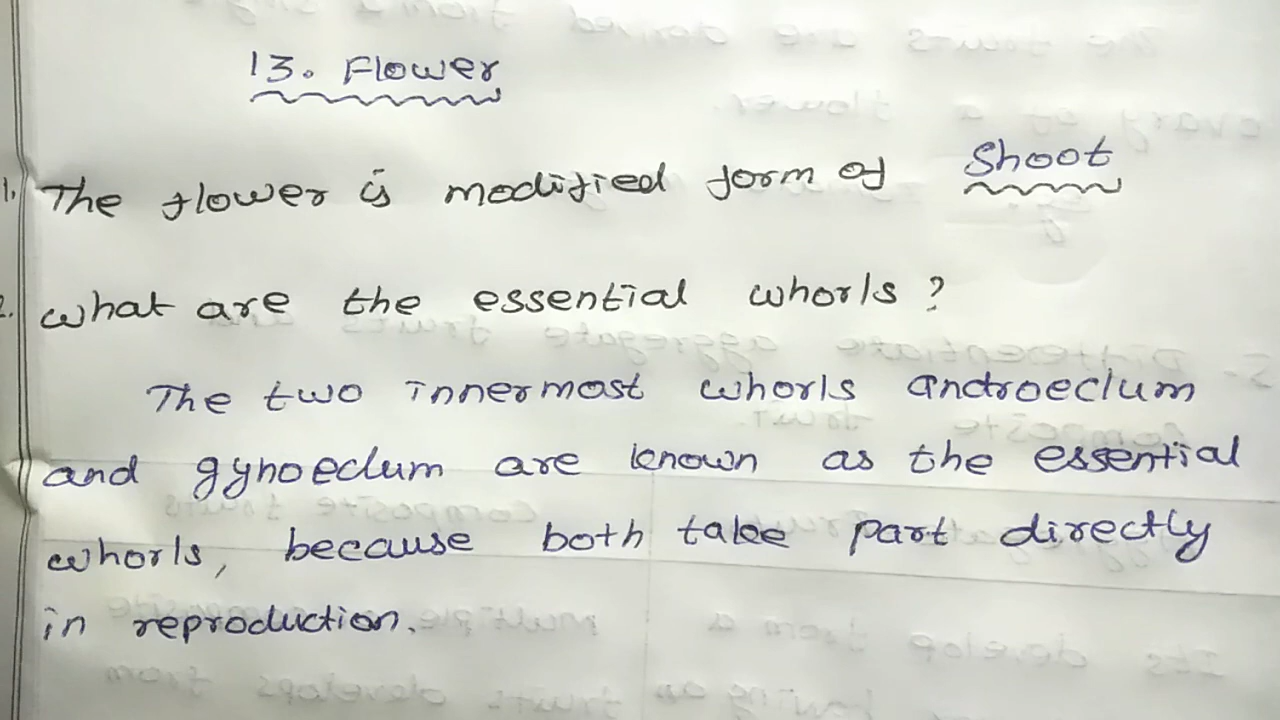 13. Flower
1. The flower is modified form of Shoot
2. what are the essential whorls ?
The two innermost whorls androecium
and gynoecium are known as the essential
whorls, because both take part directly
in reproduction.